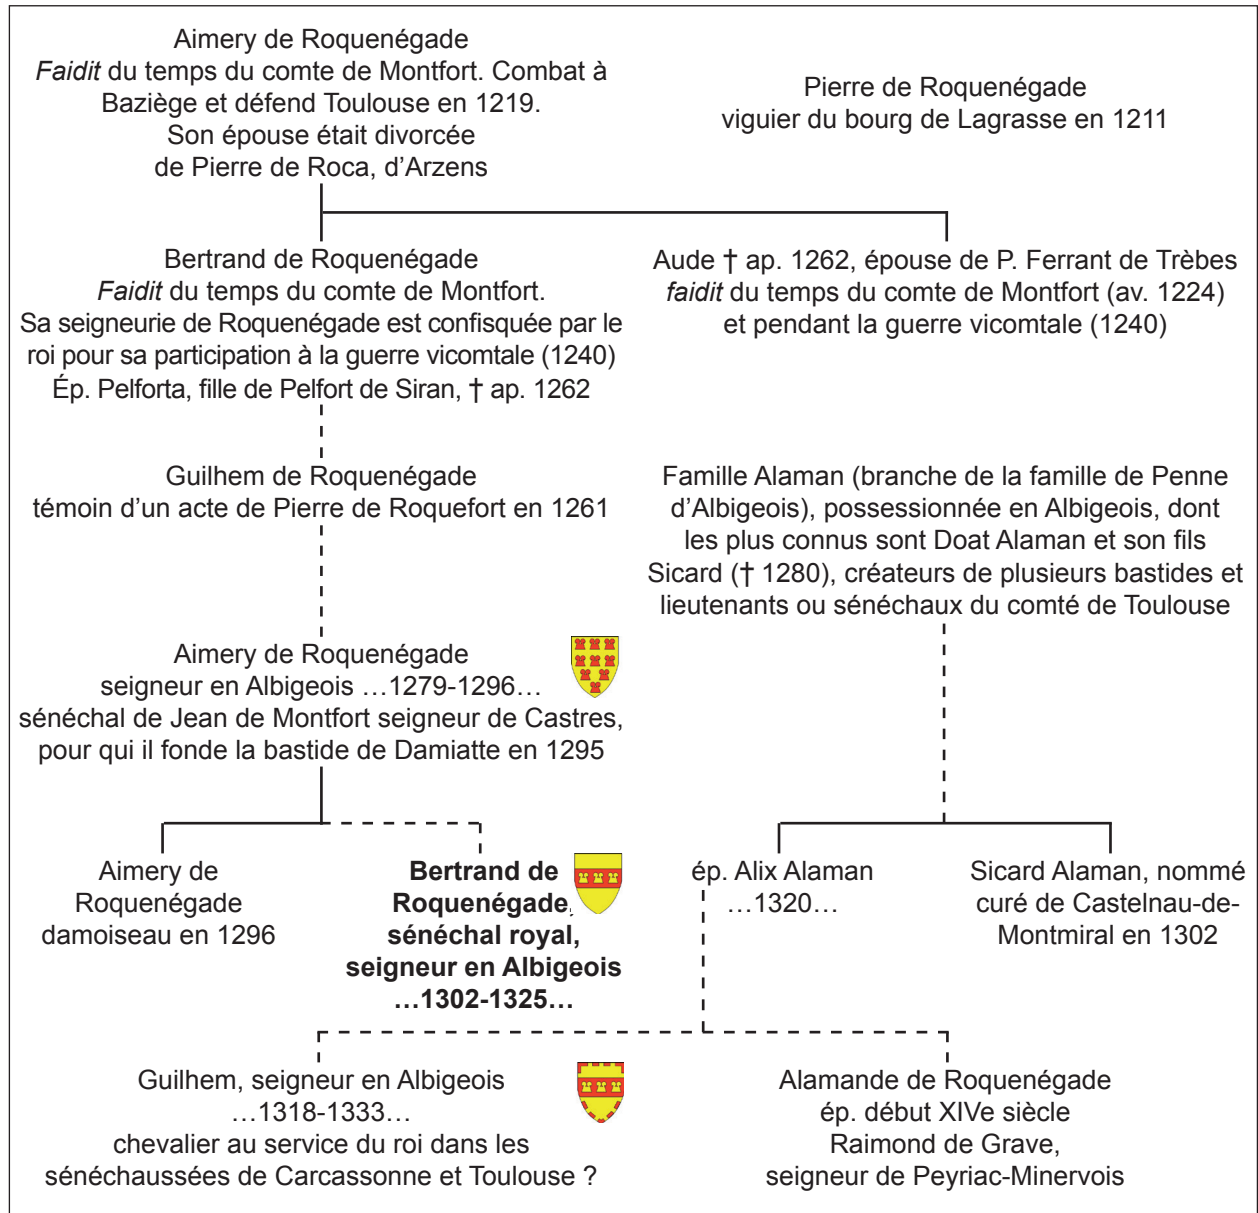 Aimery de Roquenégade
Faidit du temps du comte de Montfort. Combat à
Baziège et défend Toulouse en 1219.
Son épouse était divorcée
de Pierre de Roca, d’Arzens
Pierre de Roquenégade
viguier du bourg de Lagrasse en 1211
Bertrand de Roquenégade
Faidit du temps du comte de Montfort.
Sa seigneurie de Roquenégade est confisquée par le
roi pour sa participation à la guerre vicomtale (1240)
Ép. Pelforta, fille de Pelfort de Siran, † ap. 1262
Aude † ap. 1262, épouse de P. Ferrant de Trèbes
faidit du temps du comte de Montfort (av. 1224)
et pendant la guerre vicomtale (1240)
Guilhem de Roquenégade
témoin d’un acte de Pierre de Roquefort en 1261
Famille Alaman (branche de la famille de Penne
d’Albigeois), possessionnée en Albigeois, dont
les plus connus sont Doat Alaman et son fils
Sicard († 1280), créateurs de plusieurs bastides et
lieutenants ou sénéchaux du comté de Toulouse
Aimery de Roquenégade
seigneur en Albigeois …1279-1296…
sénéchal de Jean de Montfort seigneur de Castres,
pour qui il fonde la bastide de Damiatte en 1295
Aimery de
Roquenégade
damoiseau en 1296
Bertrand de
Roquenégade,
sénéchal royal,
seigneur en Albigeois
…1302-1325…
ép. Alix Alaman
…1320…
Sicard Alaman, nommé
curé de Castelnau-de-
Montmiral en 1302
Guilhem, seigneur en Albigeois
…1318-1333…
chevalier au service du roi dans les
sénéchaussées de Carcassonne et Toulouse ?
Alamande de Roquenégade
ép. début XIVe siècle
Raimond de Grave,
seigneur de Peyriac-Minervois